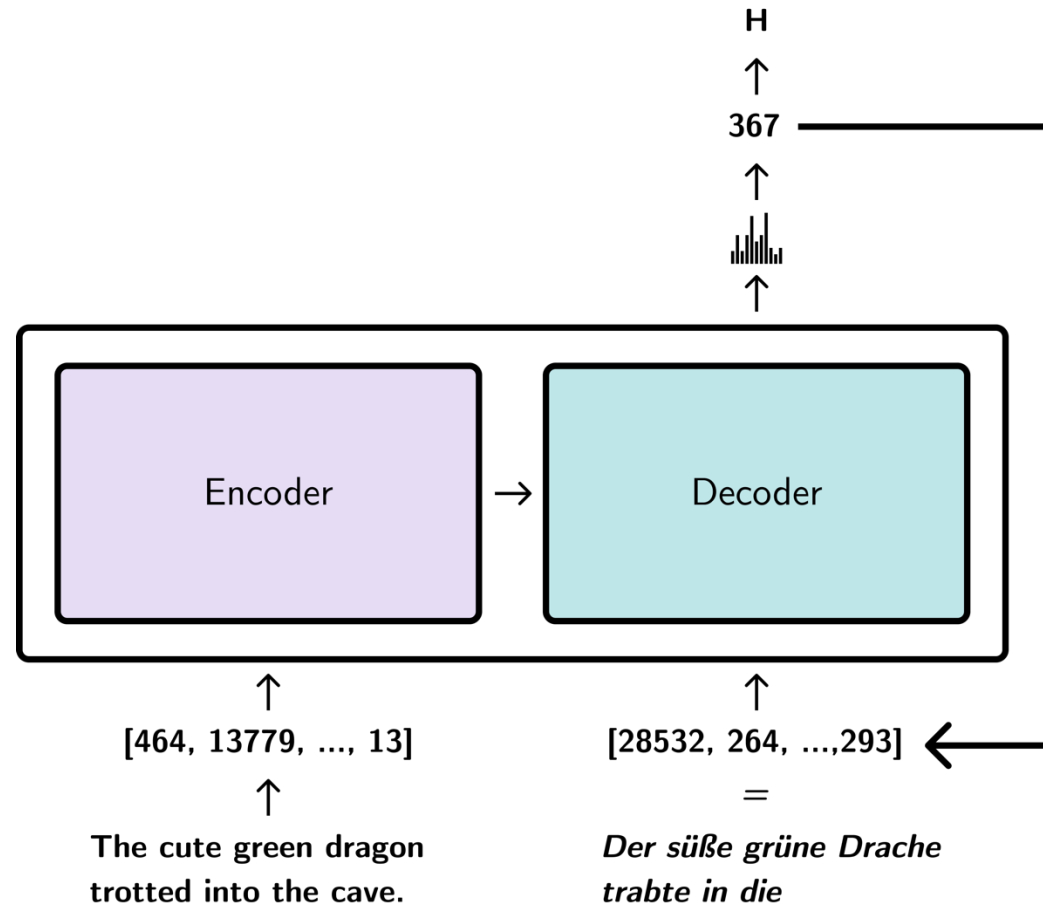 H
367
Encoder
Decoder
[464, 13779, ..., 13]
[28532, 264, ...,293]
=
The cute green dragon
trotted into the cave.
Der süße grüne Drache
trabte in die